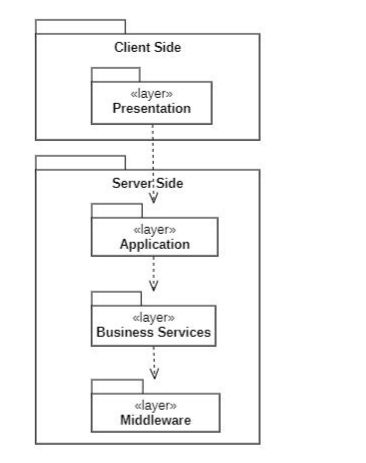 Client Side
«layer»
Presentation
Server Side
«layer»
Application
«layer»
Business Services
«layer»
Middleware